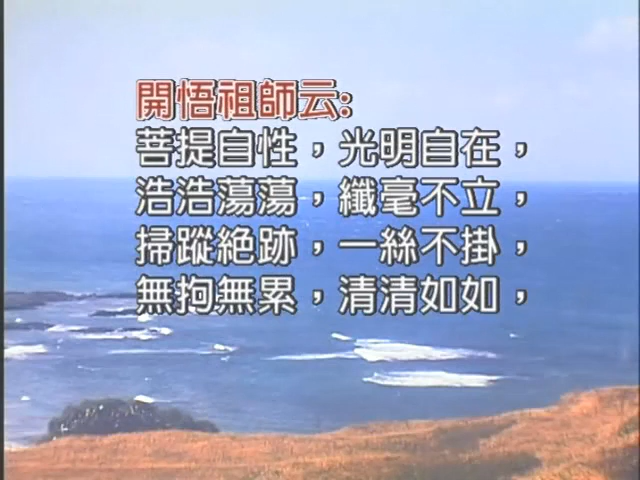 開悟祖師云:
菩提自性，光明自在，
浩浩蕩蕩，纖毫不立，
掃蹤絕跡，一絲不掛，
無拘無累，清清如如，